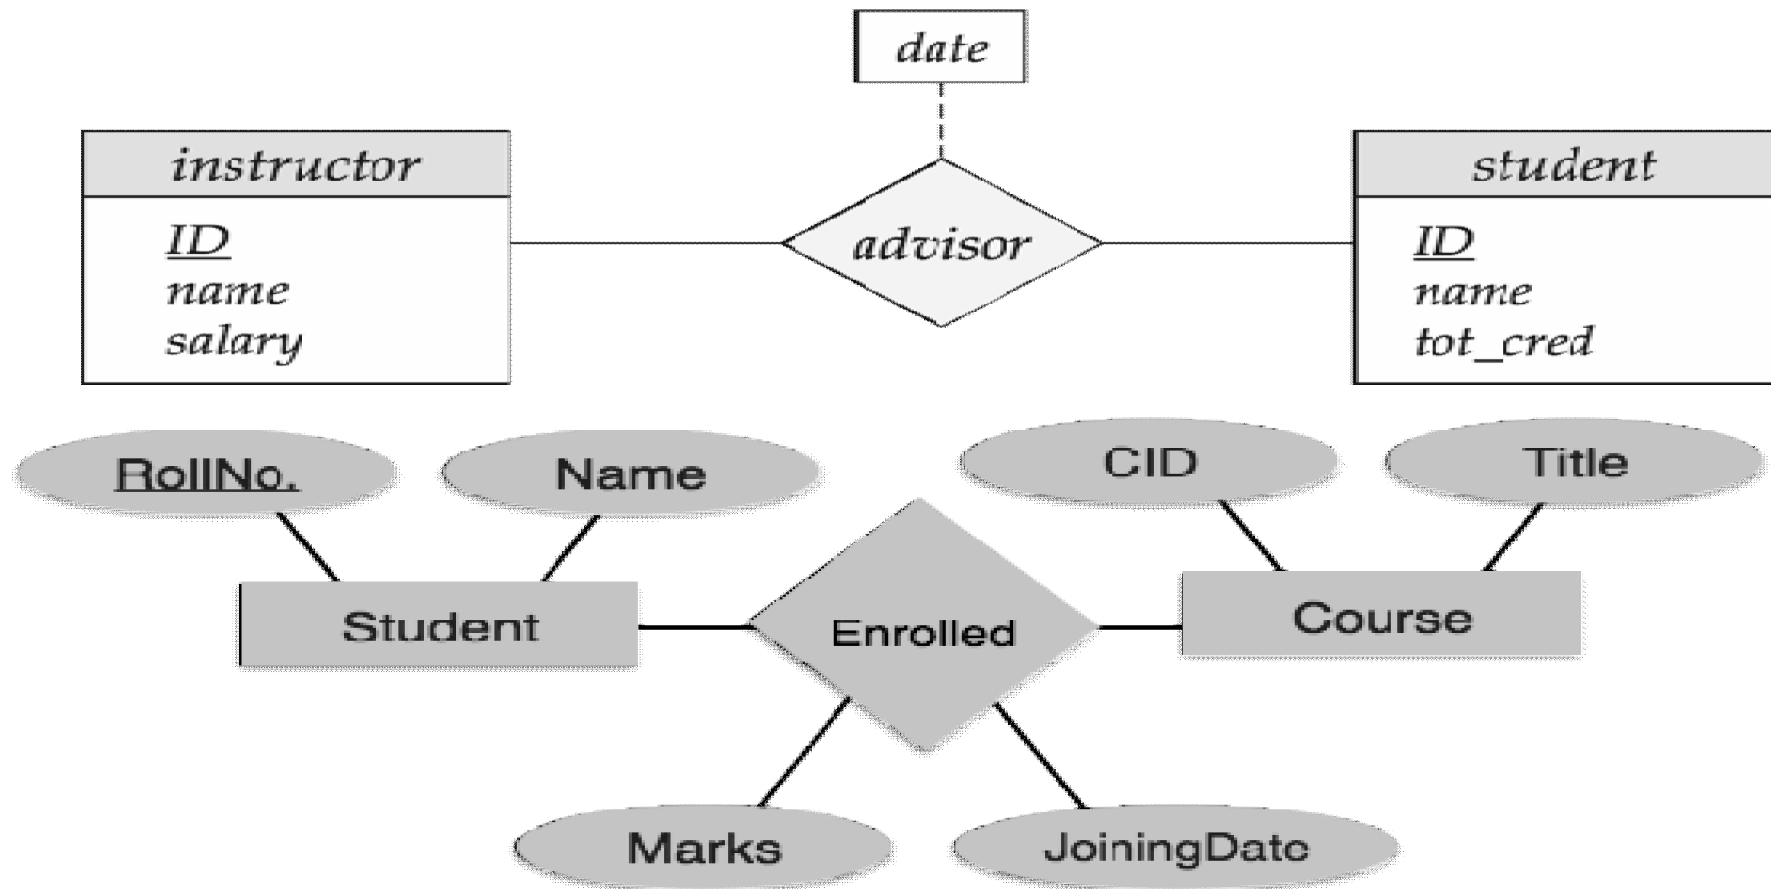 date
instructor
ID
name
salary
advisor
student
ID
name
tot_cred
RollNo.
Name
CID
Title
Student
Enrolled
Course
Marks
JoiningDate